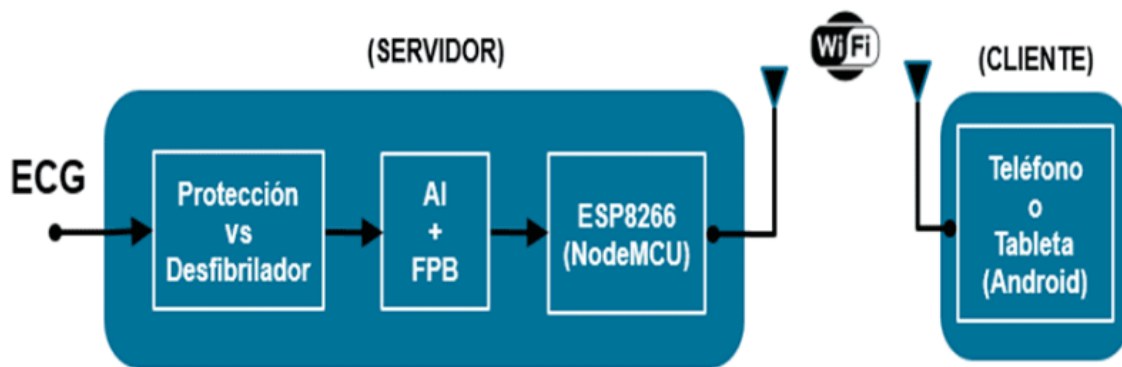 (SERVIDOR)
WiFi
(CLIENTE)
ECG
Protección
vs
Desfibrilador
AI
+
FPB
ESP8266
(NodeMCU)
Teléfono
o
Tableta
(Android)